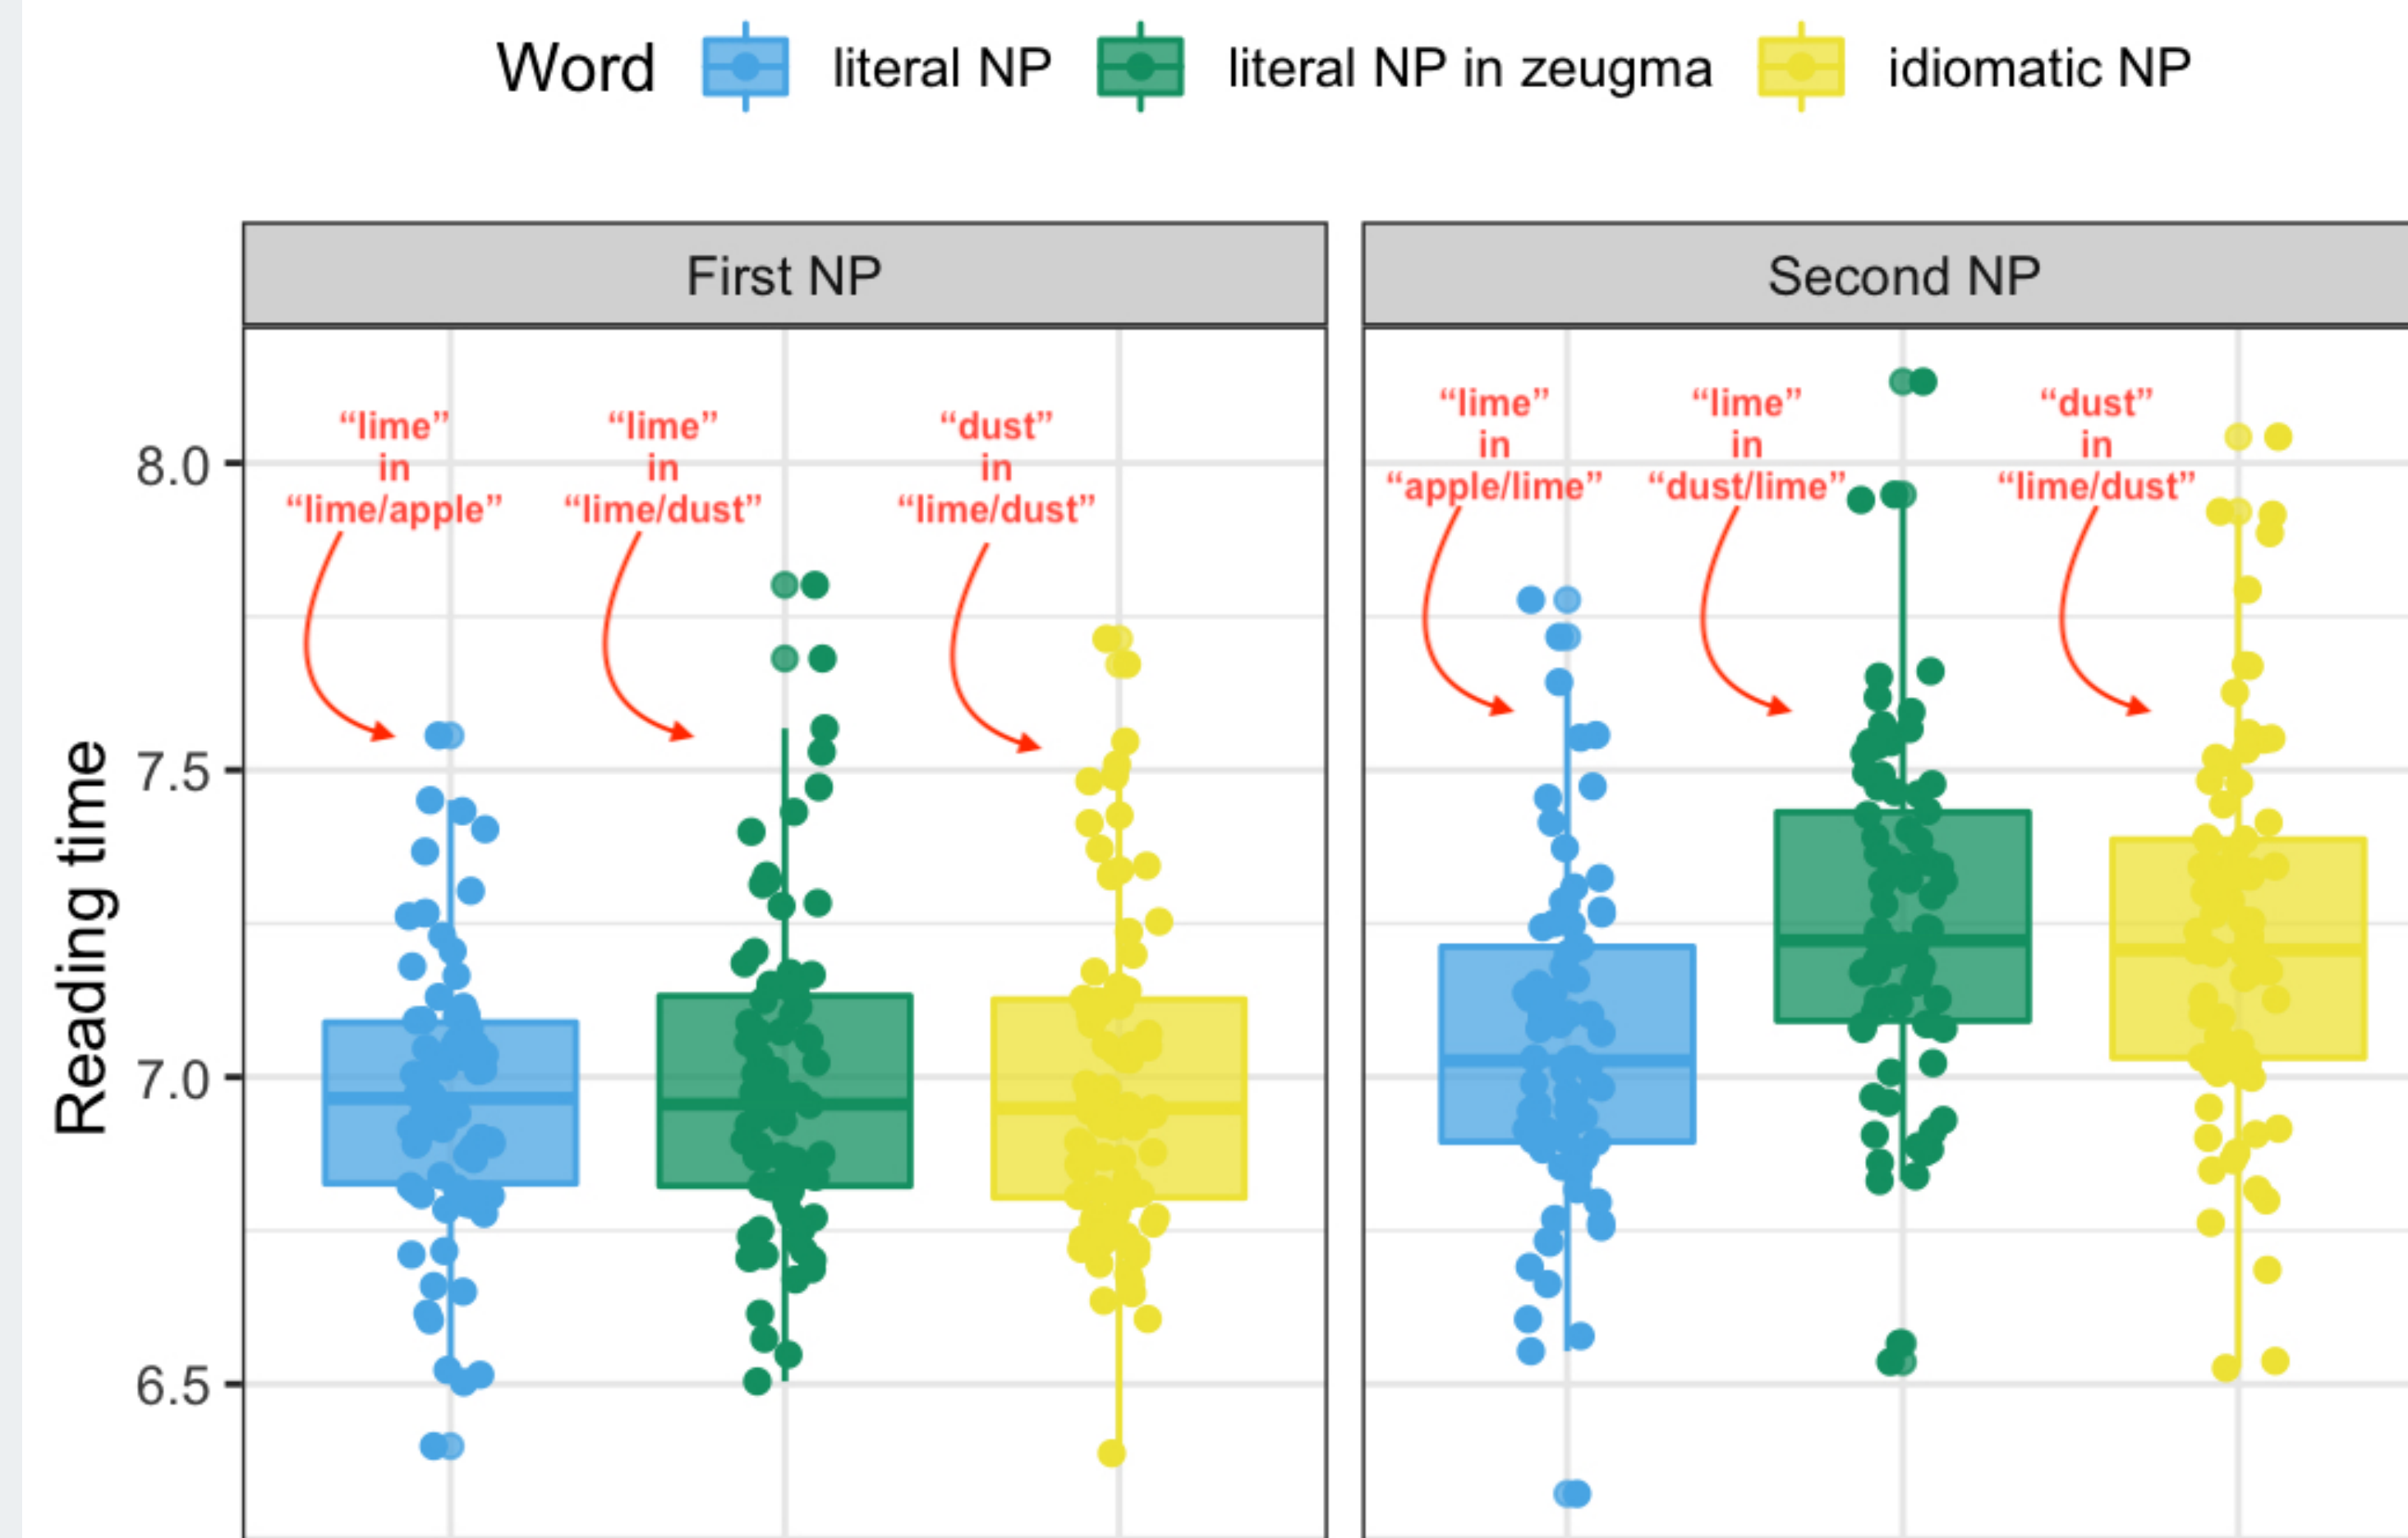 Word literal NP literal NP in zeugma idiomatic NP
First NP
Second NP
“lime”
in
“lime/apple”
“lime”
in
“lime/dust”
“dust”
in
“lime/dust”
“lime”
in
“apple/lime”
“lime”
in
“dust/lime”
“dust”
in
“lime/dust”
Reading time
8.0
7.5
7.0
6.5